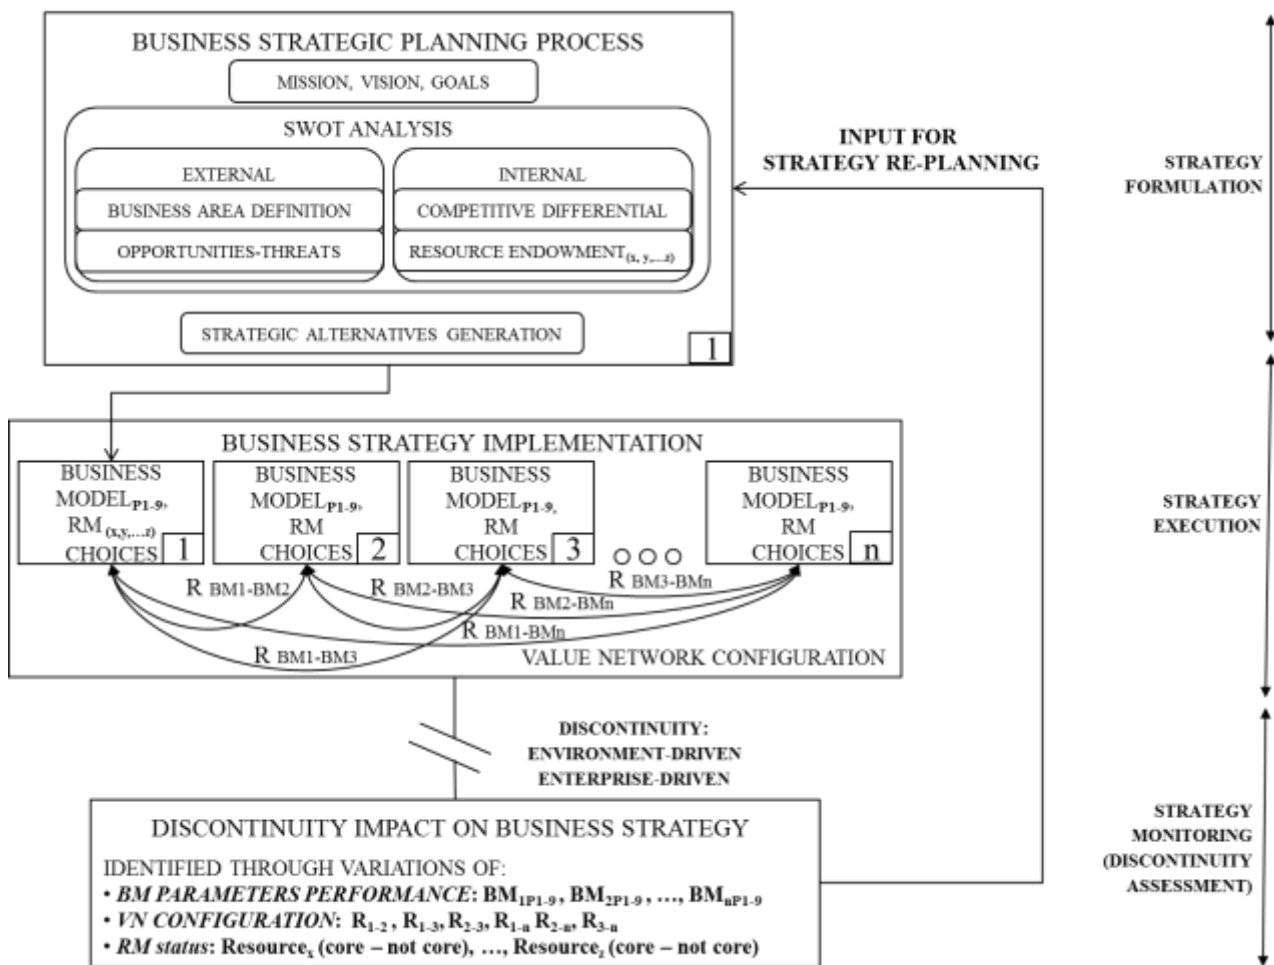 BUSINESS STRATEGIC PLANNING PROCESS
MISSION, VISION, GOALS
SWOT ANALYSIS
EXTERNAL
BUSINESS AREA DEFINITION
OPPORTUNITIES-THREATS
INTERNAL
COMPETITIVE DIFFERENTIAL
RESOURCE ENDOWMENT(x, y,...z)
STRATEGIC ALTERNATIVES GENERATION
1
INPUT FOR
STRATEGY RE-PLANNING
STRATEGY
FORMULATION
BUSINESS STRATEGY IMPLEMENTATION
BUSINESS
MODELP1-9,
RM (x,y,...z)
CHOICES
1
BUSINESS
MODELP1-9,
RM
CHOICES
2
BUSINESS
MODELP1-9,
RM
CHOICES
3
BUSINESS
MODELP1-9,
RM
CHOICES
n
R BM1-BM2
R BM2-BM3
R BM3-BMn
R BM2-BMn
R BM1-BMn
R BM1-BM3
VALUE NETWORK CONFIGURATION
STRATEGY
EXECUTION
DISCONTINUITY:
ENVIRONMENT-DRIVEN
ENTERPRISE-DRIVEN
DISCONTINUITY IMPACT ON BUSINESS STRATEGY
IDENTIFIED THROUGH VARIATIONS OF:
• BM PARAMETERS PERFORMANCE: BM1P1-9, BM2P1-9, ..., BMnP1-9
• VN CONFIGURATION: R1-2, R1-3, R2-3, R1-n R2-n, R3-n
• RM status: Resourcex (core – not core), ..., Resourcez (core – not core)
STRATEGY
MONITORING
(DISCONTINUITY
ASSESSMENT)